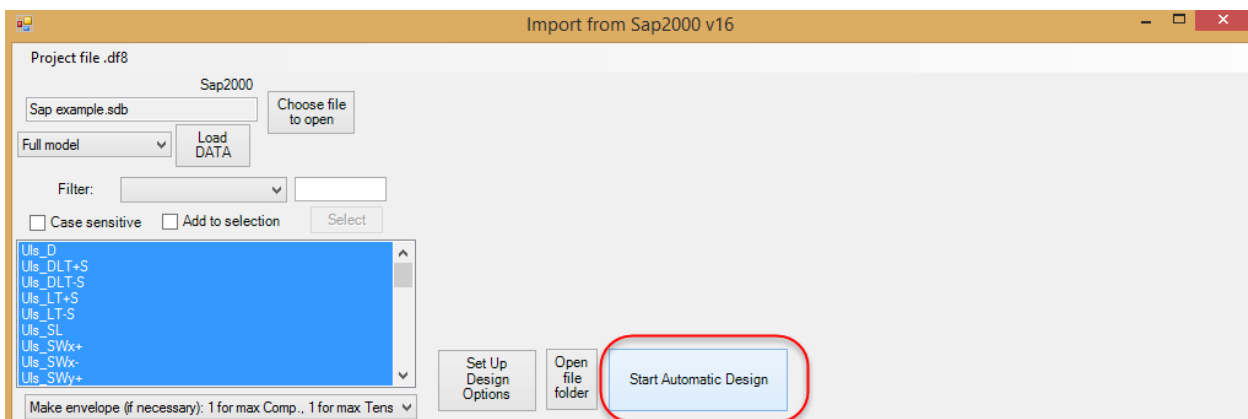 Import from Sap2000 v16
Project file .df8
Sap2000
Sap example.sdb
Choose file
to open
Full model
Load
DATA
Filter:
Case sensitive
Add to selection
Select
Uls_D
Uls_DLT+S
Uls_DLT-S
Uls_LT+S
Uls_LT-S
Uls_SL
Uls_SWx+
Uls_SWx-
Uls_SWy+
Set Up
Design
Options
Open
file
folder
Start Automatic Design
Make envelope (if necessary): 1 for max Comp., 1 for max Tens